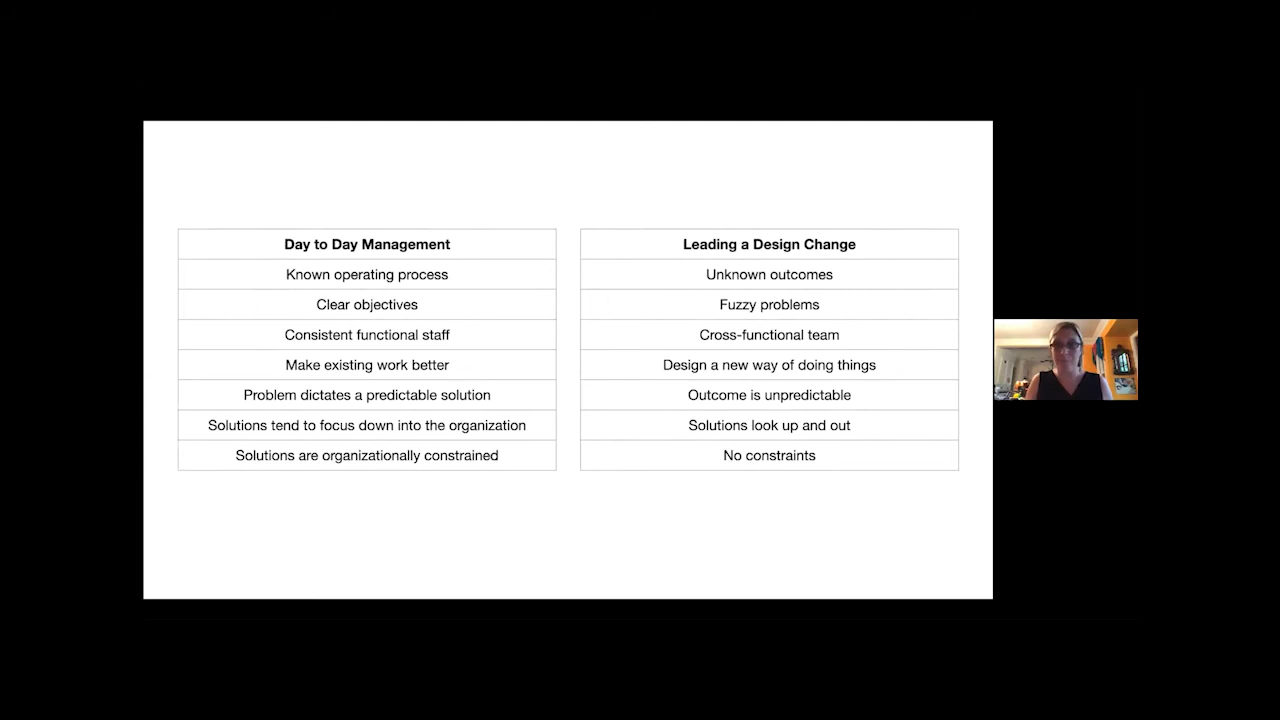 Day to Day Management
Known operating process
Clear objectives
Consistent functional staff
Make existing work better
Problem dictates a predictable solution
Solutions tend to focus down into the organization
Solutions are organizationally constrained
Leading a Design Change
Unknown outcomes
Fuzzy problems
Cross-functional team
Design a new way of doing things
Outcome is unpredictable
Solutions look up and out
No constraints